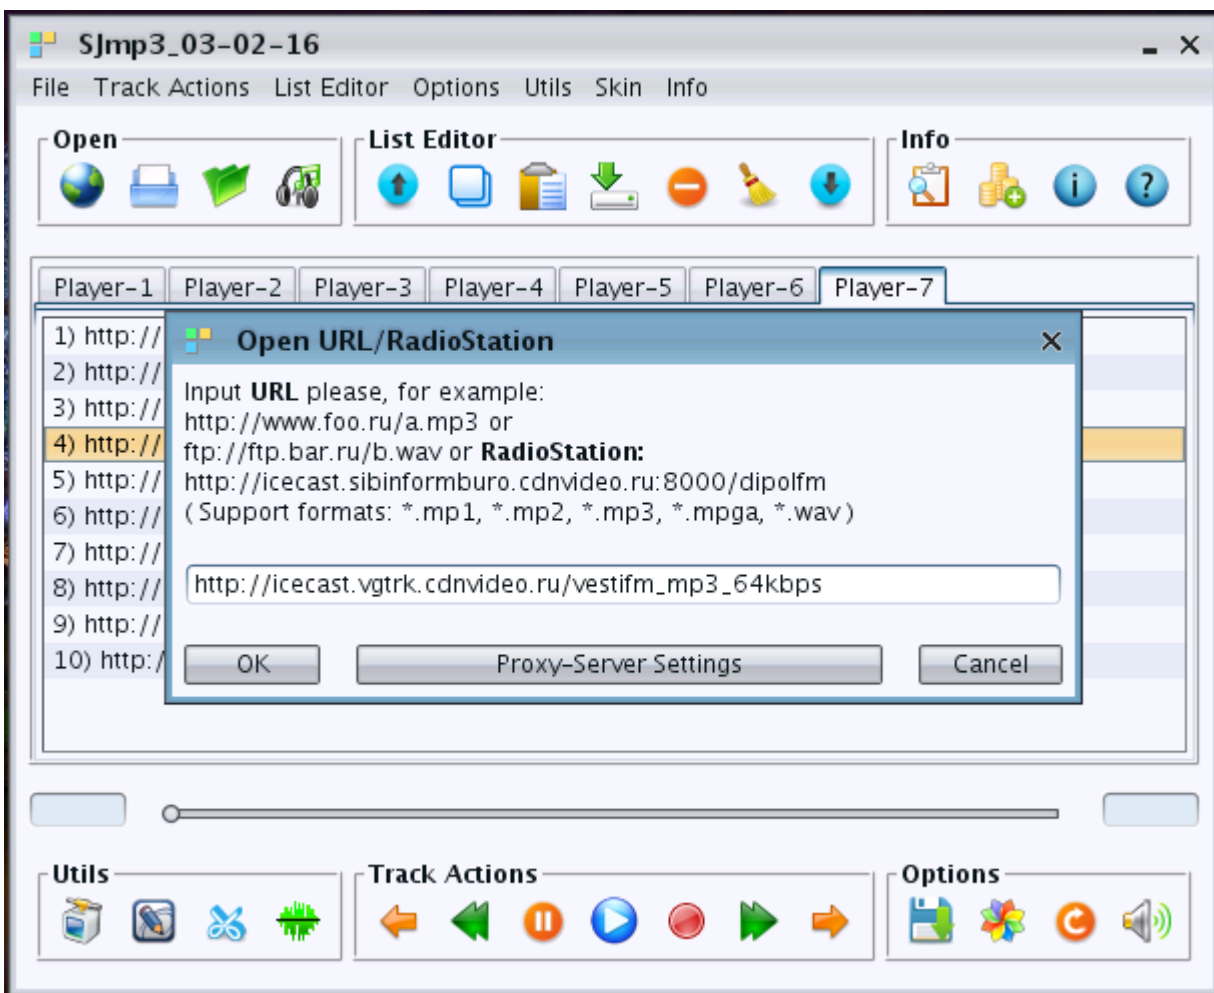 SJmp3_03-02-16
File Track Actions List Editor Options Utils Skin Info
Open List Editor Info
Player-1 Player-2 Player-3 Player-4 Player-5 Player-6 Player-7
1) http://
2) http://
3) http://
4) http://
5) http://
6) http://
7) http://
8) http://
9) http://
10) http:/
Open URL/RadioStation
Input URL please, for example:
http://www.foo.ru/a.mp3 or
ftp://ftp.bar.ru/b.wav or RadioStation:
http://icecast.sibinformburo.cdnvideo.ru:8000/dipolfm
(Support formats: *.mp1, *.mp2, *.mp3, *.mpga, *.wav)
http://icecast.vgtrk.cdnvideo.ru/vestifm_mp3_64kbps
OK Proxy-Server Settings Cancel
Utils Track Actions Options